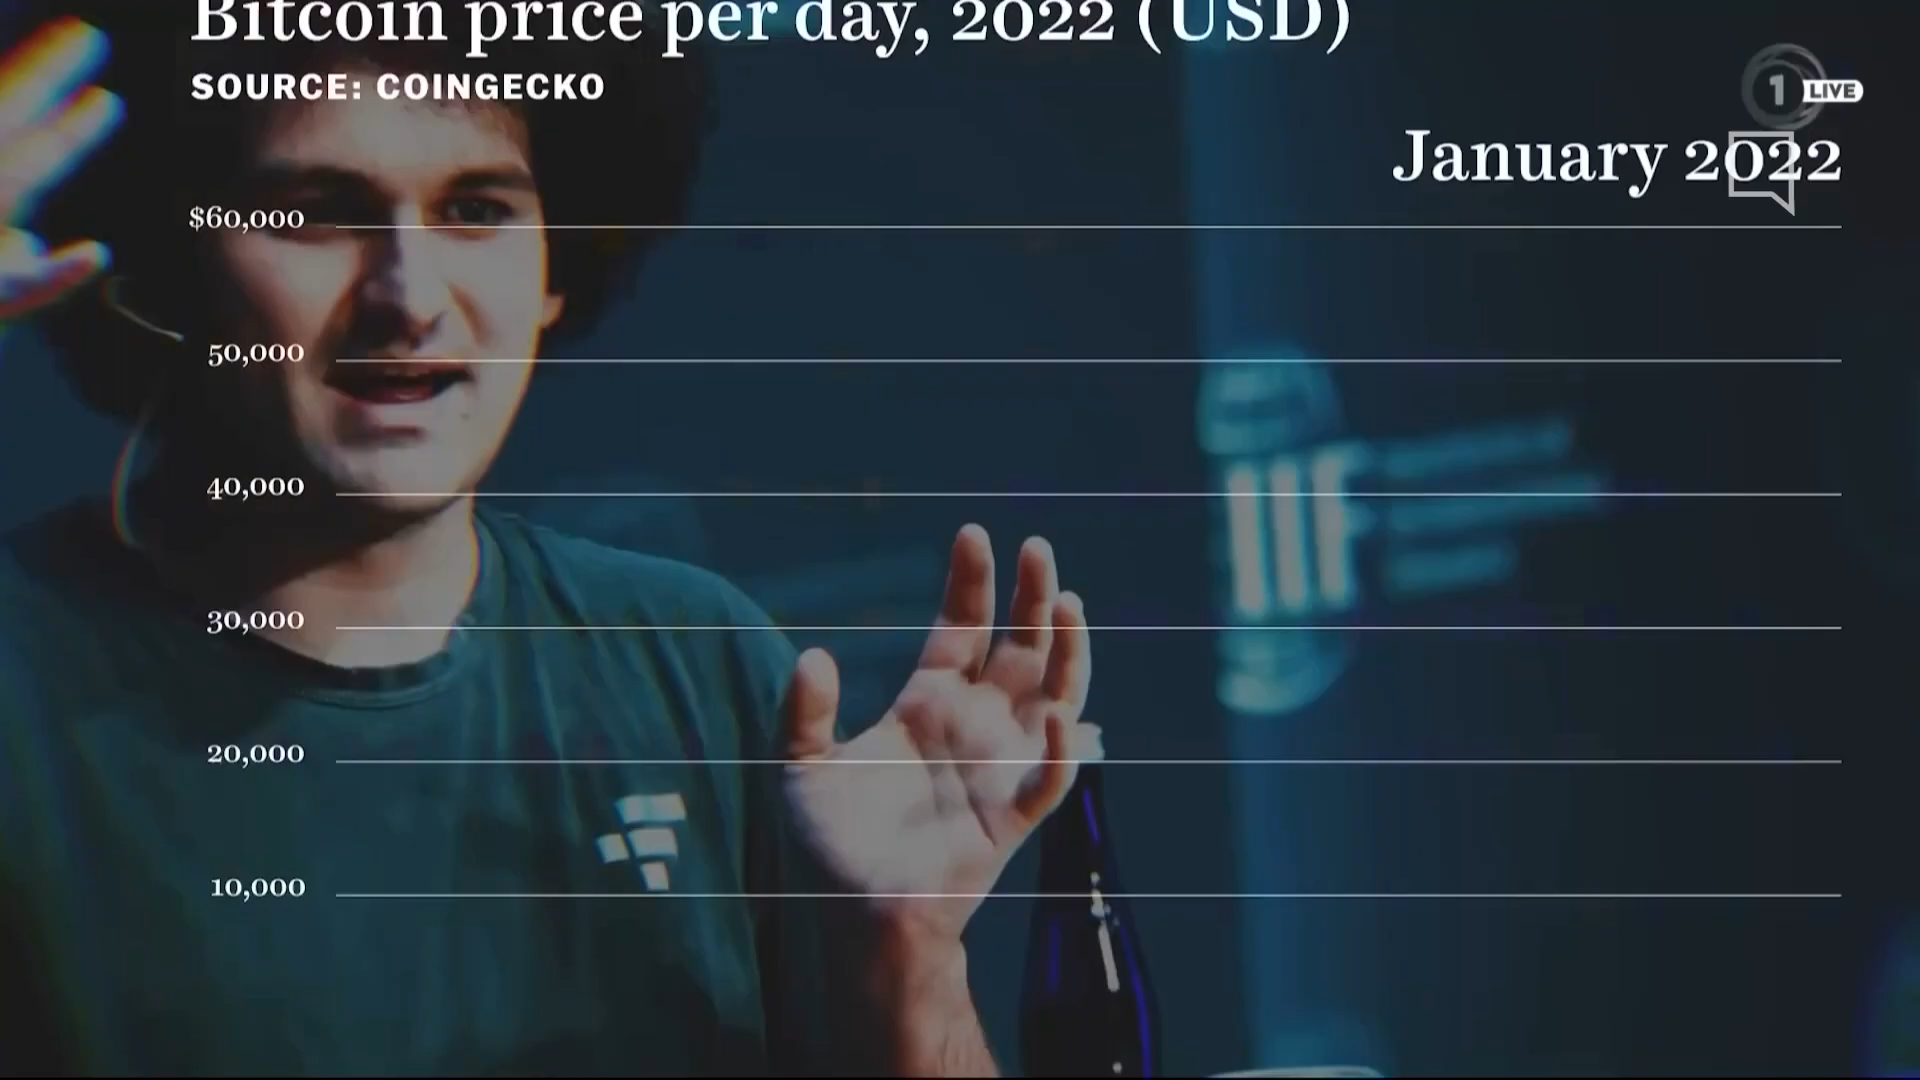 Bitcoin price per day, 2022 (USD)
SOURCE: COINGECKO
1 LIVE
January 2022
$60,000
50,000
40,000
30,000
20,000
10,000